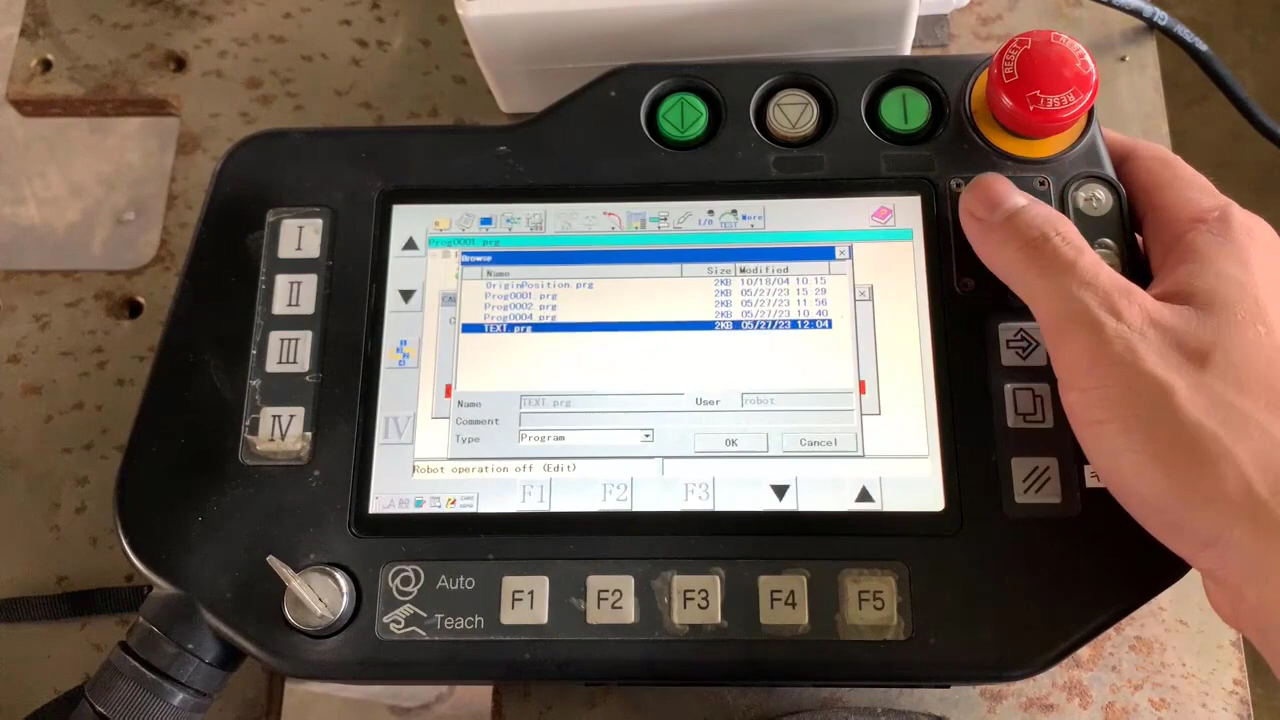 RESET
RESET
RESET
I/O
TEST
More
Prog0001.prg
Browse
Name Size Modified
OriginPosition.prg 2KB 10/18/04 10:15
Prog0001.prg 2KB 05/27/23 15:29
Prog0002.prg 2KB 05/27/23 11:56
Prog0004.prg 2KB 05/27/23 10:40
TEXT.prg 2KB 05/27/23 12:04
Name TEXT.prg User robot
Comment
Type Program OK Cancel
Robot operation off (Edit)
IV
F1 F2 F3
I
II
III
IV
Auto
Teach
F1 F2 F3 F4 F5